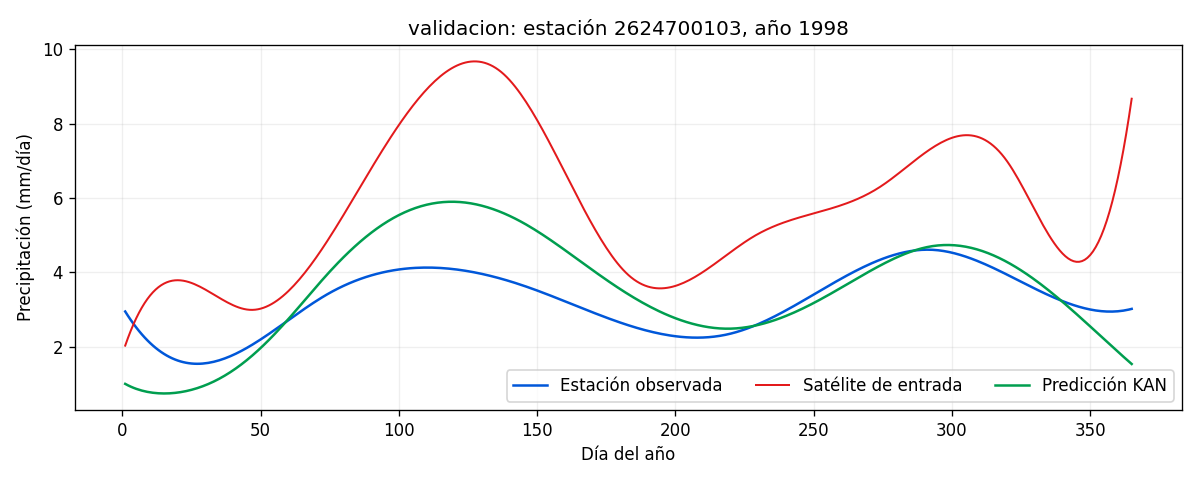 validacion: estación 2624700103, año 1998
Precipitación (mm/día)
10
8
6
4
2
0 50 100 150 200 250 300 350
Día del año
Estación observada
Satélite de entrada
Predicción KAN